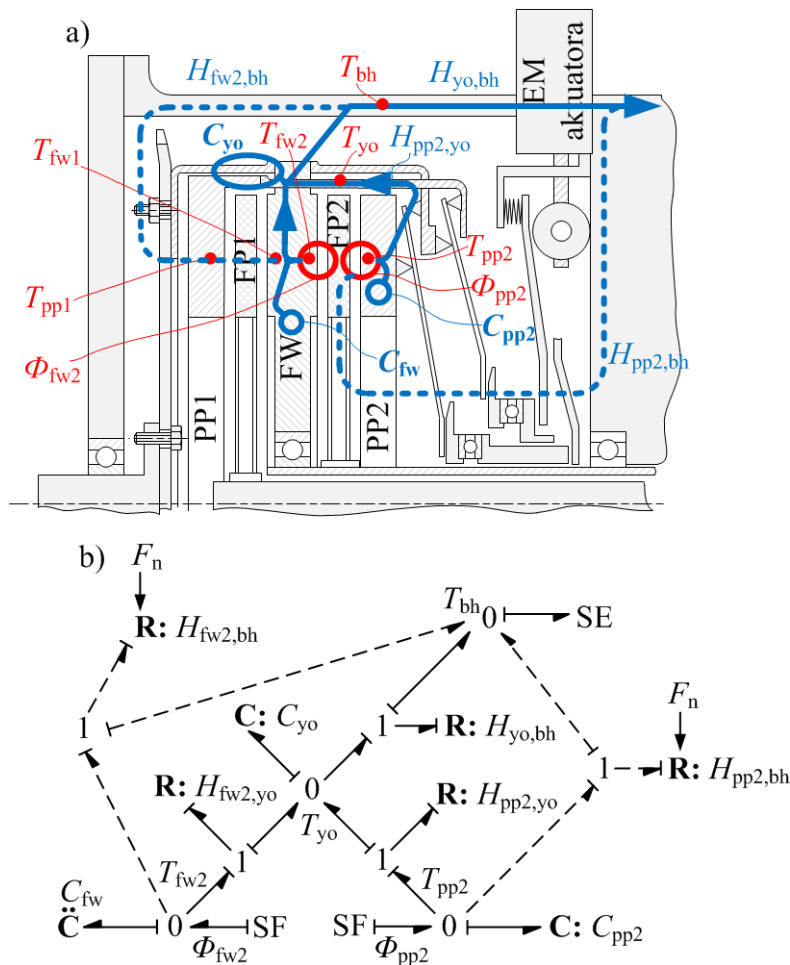 a)
H_fw2,bh
T_bh
H_yo,bh
EM
aktuatora
C_yo
T_fw2
T_yo
H_pp2,yo
T_fw1
FP1
FP2
T_pp2
T_pp1
Φ_pp2
C_pp2
Φ_fw2
FW
C_fw
H_pp2,bh
PP1
PP2
b)
F_n
R: H_fw2,bh
T_bh 0 SE
1
C: C_yo
1 R: H_yo,bh
F_n
1 R: H_pp2,bh
R: H_fw2,yo
0
R: H_pp2,yo
T_yo
1
1
T_fw2
T_pp2
C_fw
C̈ 0 SF
SF 0 C: C_pp2
Φ_fw2
Φ_pp2